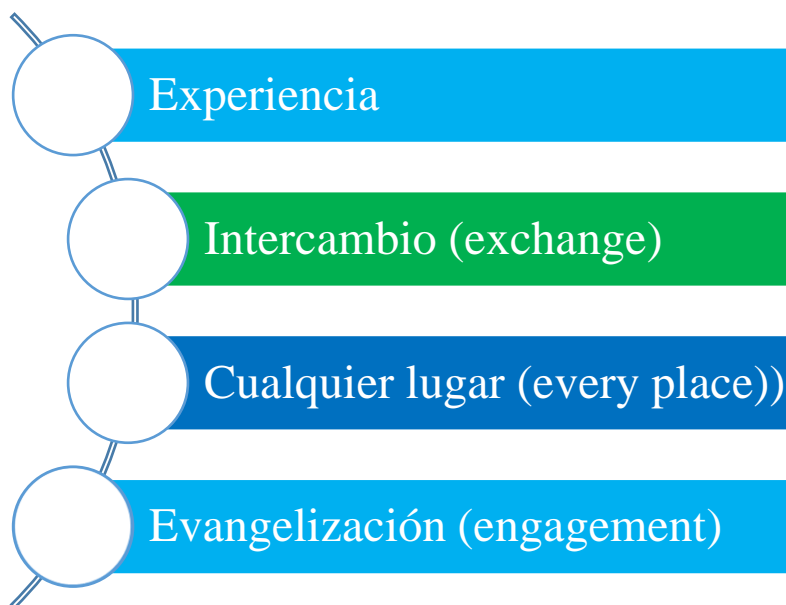 Experiencia
Intercambio (exchange)
Cualquier lugar (every place))
Evangelización (engagement)